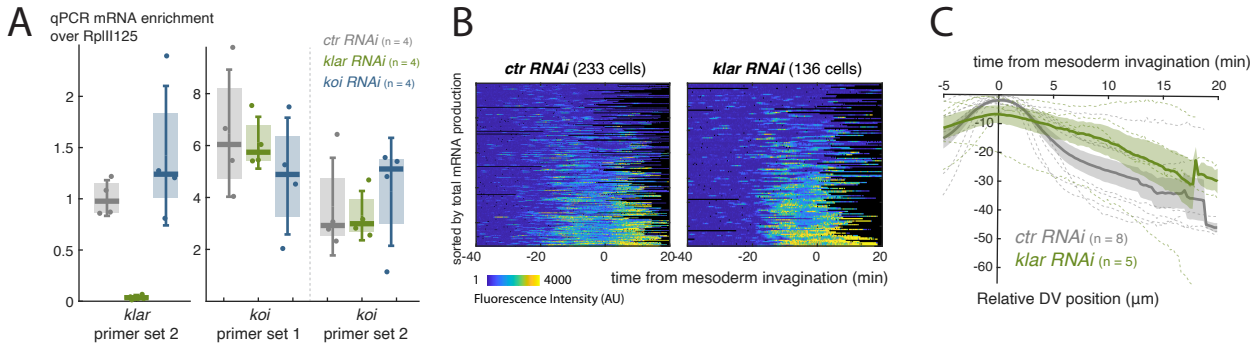 A
qPCR mRNA enrichment
over RpIII125
ctr RNAi (n = 4)
klar RNAi (n = 4)
koi RNAi (n = 4)
2
1.5
1
0.5
0
8
6
4
2
klar
primer set 2
koi
primer set 1
koi
primer set 2
B
ctr RNAi (233 cells)
klar RNAi (136 cells)
sorted by total mRNA production
-40
-20
0
20
-40
-20
0
20
time from mesoderm invagination (min)
1
4000
Fluorescence Intensity (AU)
C
time from mesoderm invagination (min)
-5
0
5
10
15
20
-10
-20
-30
-40
-50
-60
ctr RNAi (n = 8)
klar RNAi (n = 5)
Relative DV position (μm)